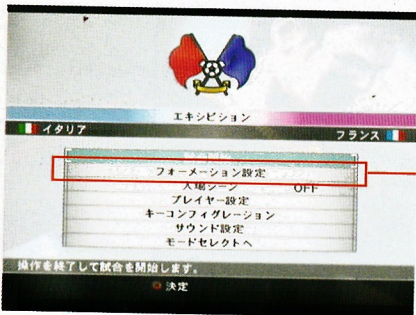 エキシビション
イタリア
フランス
フォーメーション設定
入場シーン OFF
プレイヤー設定
キーコンフィグレーション
サウンド設定
モードセレクトへ
操作を終了して試合を開始します。
決定